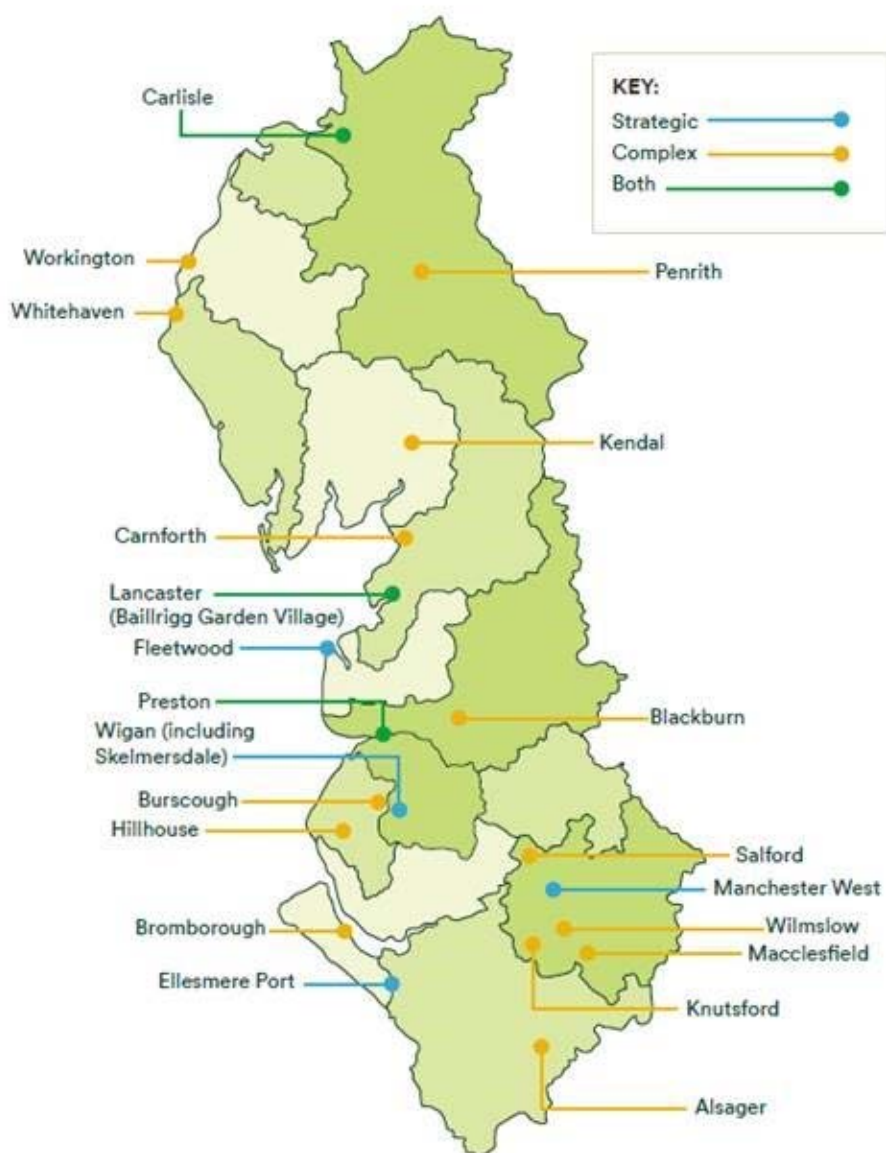 Carlisle
KEY:
Strategic
Complex
Both
Workington
Penrith
Whitehaven
Kendal
Carnforth
Lancaster
(Baillrigg Garden Village)
Fleetwood
Preston
Blackburn
Wigan (including
Skelmersdale)
Burscough
Hillhouse
Salford
Manchester West
Bromborough
Wilmslow
Macclesfield
Ellesmere Port
Knutsford
Alsager